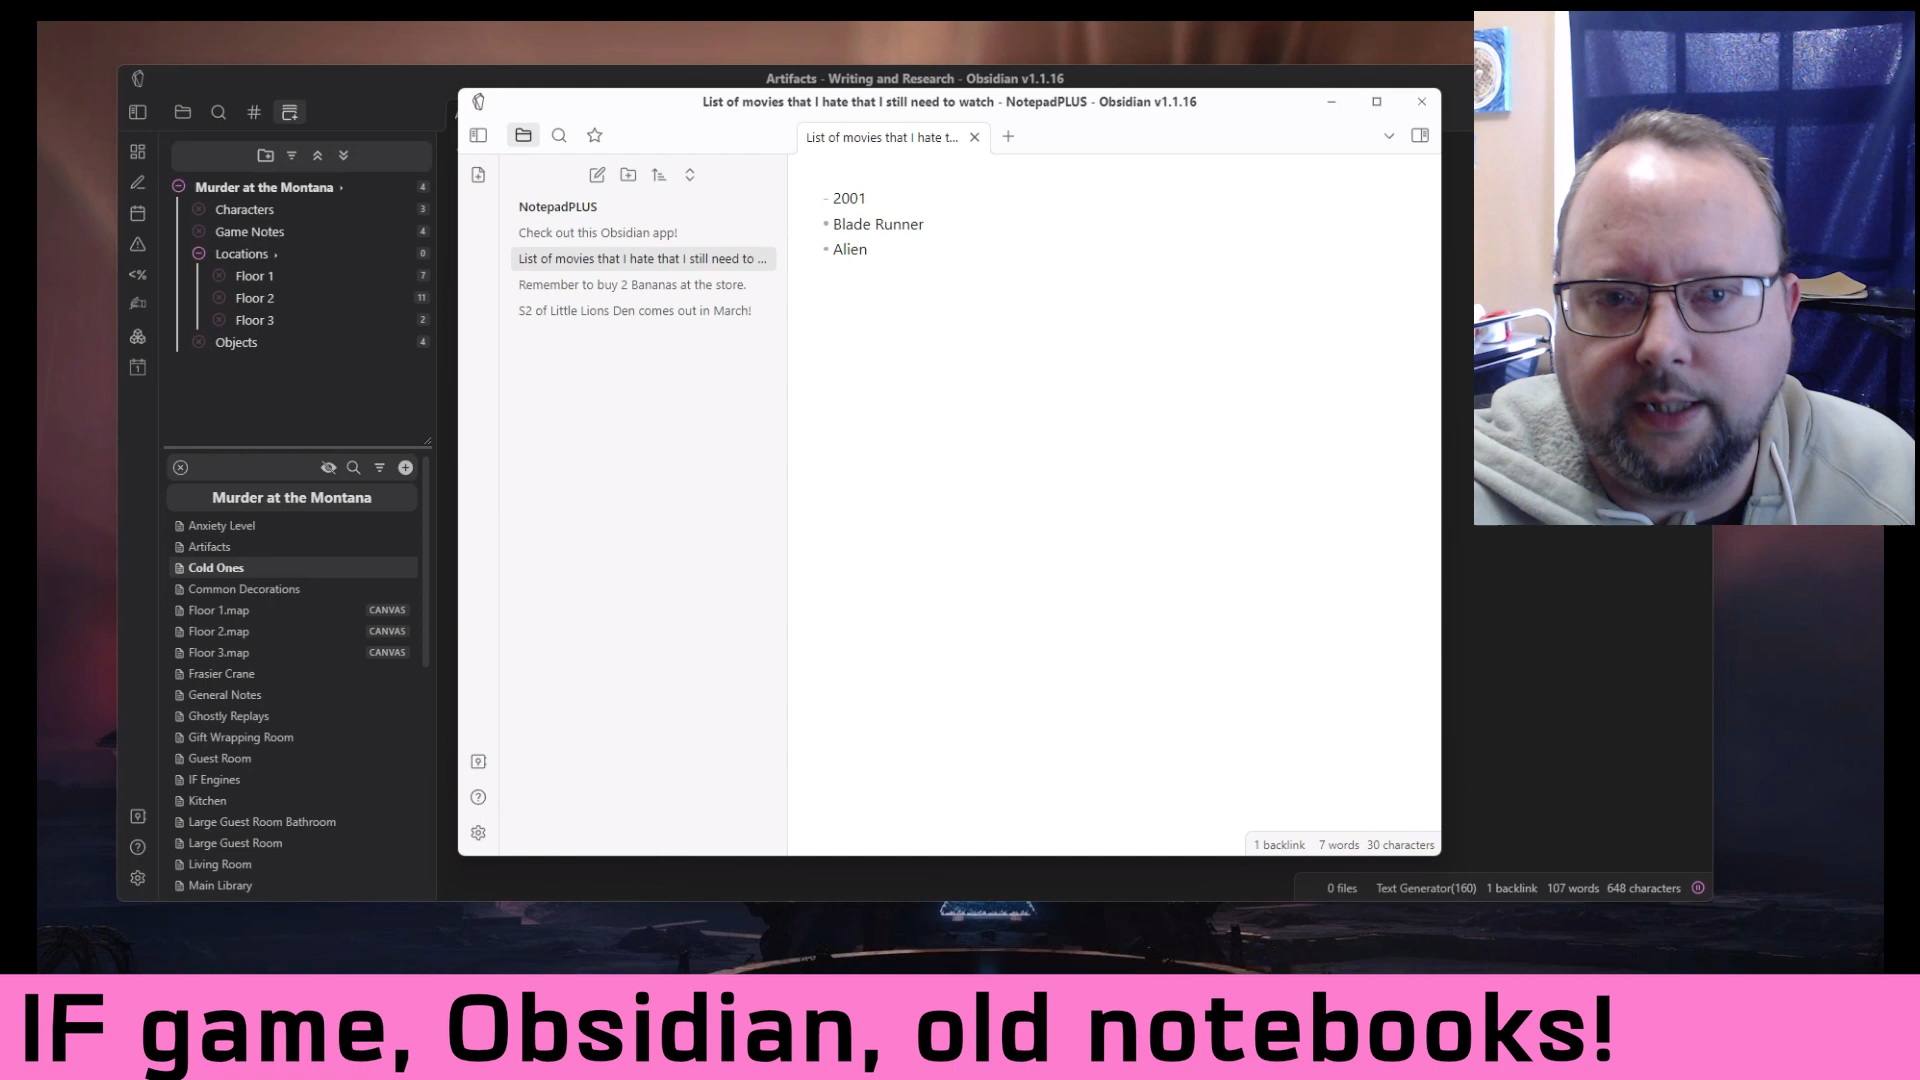 Artifacts - Writing and Research - Obsidian v1.1.16
List of movies that I hate that I still need to watch - NotepadPLUS - Obsidian v1.1.16
List of movies that I hate t...
Murder at the Montana 4
Characters 3
Game Notes 4
Locations 0
Floor 1 7
Floor 2 11
Floor 3 2
Objects 4
Murder at the Montana
Anxiety Level
Artifacts
Cold Ones
Common Decorations
Floor 1.map CANVAS
Floor 2.map CANVAS
Floor 3.map CANVAS
Frasier Crane
General Notes
Ghostly Replays
Gift Wrapping Room
Guest Room
IF Engines
Kitchen
Large Guest Room Bathroom
Large Guest Room
Living Room
Main Library
NotepadPLUS
Check out this Obsidian app!
List of movies that I hate that I still need to ...
Remember to buy 2 Bananas at the store.
S2 of Little Lions Den comes out in March!
- 2001
• Blade Runner
• Alien
1 backlink 7 words 30 characters
0 files Text Generator(160) 1 backlink 107 words 648 characters
IF game, Obsidian, old notebooks!